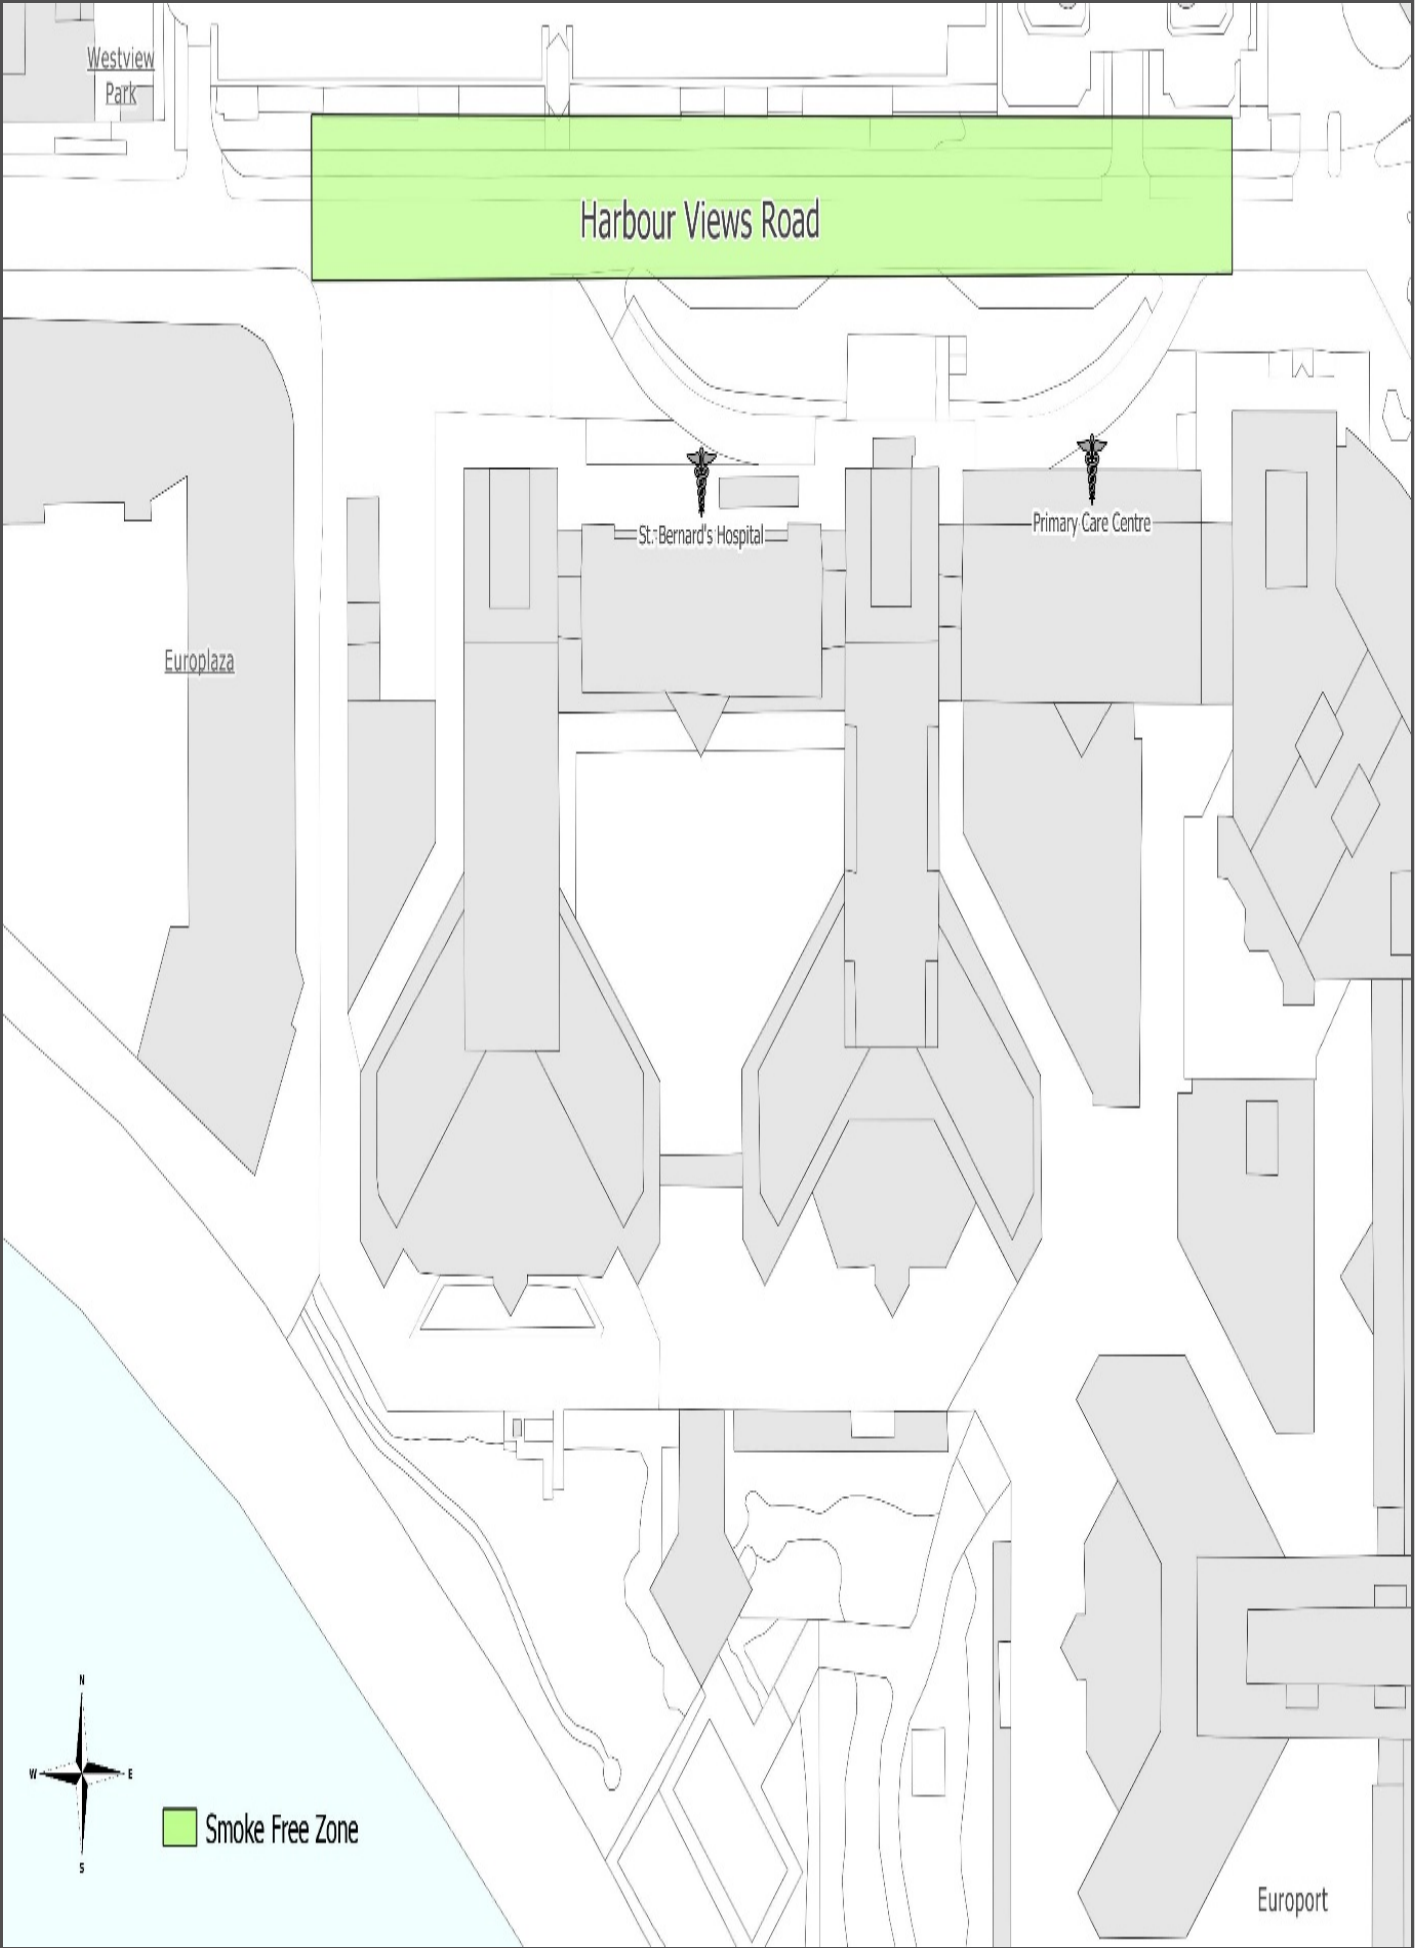 Westview
Park
Harbour Views Road
St. Bernard's Hospital
Primary Care Centre
Europlaza
N
W E
S
Smoke Free Zone
Europort